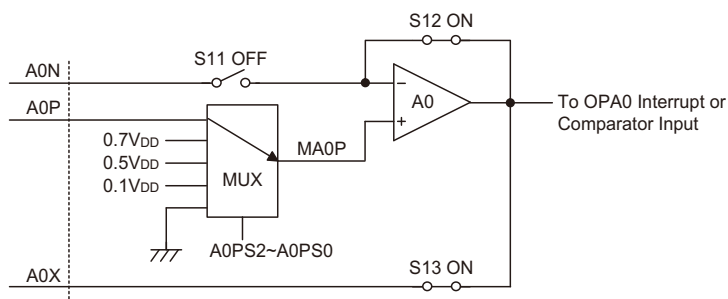 S12 ON
S11 OFF
A0N
−
A0
A0P
+
To OPA0 Interrupt or
Comparator Input
0.7VDD
MA0P
0.5VDD
0.1VDD
MUX
A0PS2~A0PS0
A0X
S13 ON